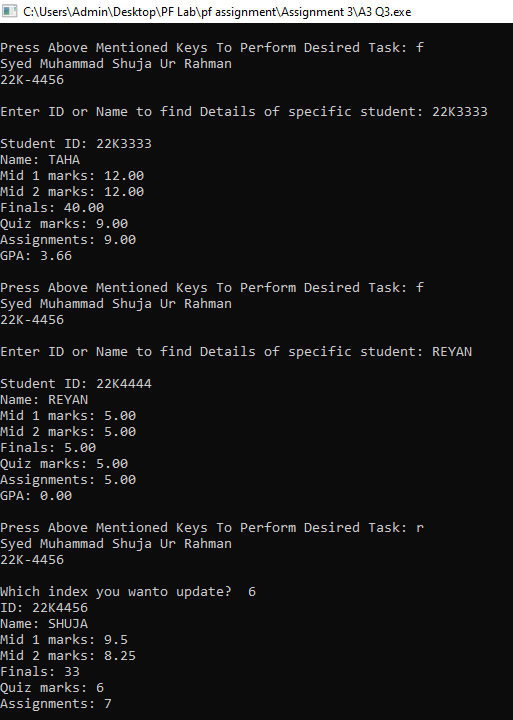 C:\Users\Admin\Desktop\PF Lab\pf assignment\Assignment 3\A3 Q3.exe
Press Above Mentioned Keys To Perform Desired Task: f
Syed Muhammad Shuja Ur Rahman
22K-4456
Enter ID or Name to find Details of specific student: 22K3333
Student ID: 22K3333
Name: TAHA
Mid 1 marks: 12.00
Mid 2 marks: 12.00
Finals: 40.00
Quiz marks: 9.00
Assignments: 9.00
GPA: 3.66
Press Above Mentioned Keys To Perform Desired Task: f
Syed Muhammad Shuja Ur Rahman
22K-4456
Enter ID or Name to find Details of specific student: REYAN
Student ID: 22K4444
Name: REYAN
Mid 1 marks: 5.00
Mid 2 marks: 5.00
Finals: 5.00
Quiz marks: 5.00
Assignments: 5.00
GPA: 0.00
Press Above Mentioned Keys To Perform Desired Task: r
Syed Muhammad Shuja Ur Rahman
22K-4456
Which index you wanto update?  6
ID: 22K4456
Name: SHUJA
Mid 1 marks: 9.5
Mid 2 marks: 8.25
Finals: 33
Quiz marks: 6
Assignments: 7